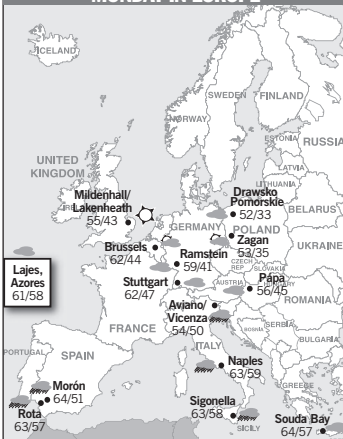 MONDAY IN EUROPE
ICELAND
SWEDEN
FINLAND
NORWAY
ESTONIA
RUSSIA
LATVIA
LITHUANIA
UNITED
KINGDOM
Mildenhall/
Lakenheath
55/43
Drawsko
Pomorskie
52/33
BELARUS
GERMANY
POLAND
Zagan
53/35
UKRAINE
Brussels
62/44
Ramstein
59/41
CZECH
REP
SLOVAKIA
Lajes,
Azores
61/58
Stuttgart
62/47
AUSTRIA
Pápa
56/45
ROMANIA
Aviano/
Vicenza
54/50
FRANCE
BOSNIA
SERBIA
BULGARIA
ITALY
PORTUGAL
SPAIN
Naples
63/59
Morón
64/51
GREECE
Rota
63/57
Sigonella
63/58
SICILY
Souda Bay
64/57